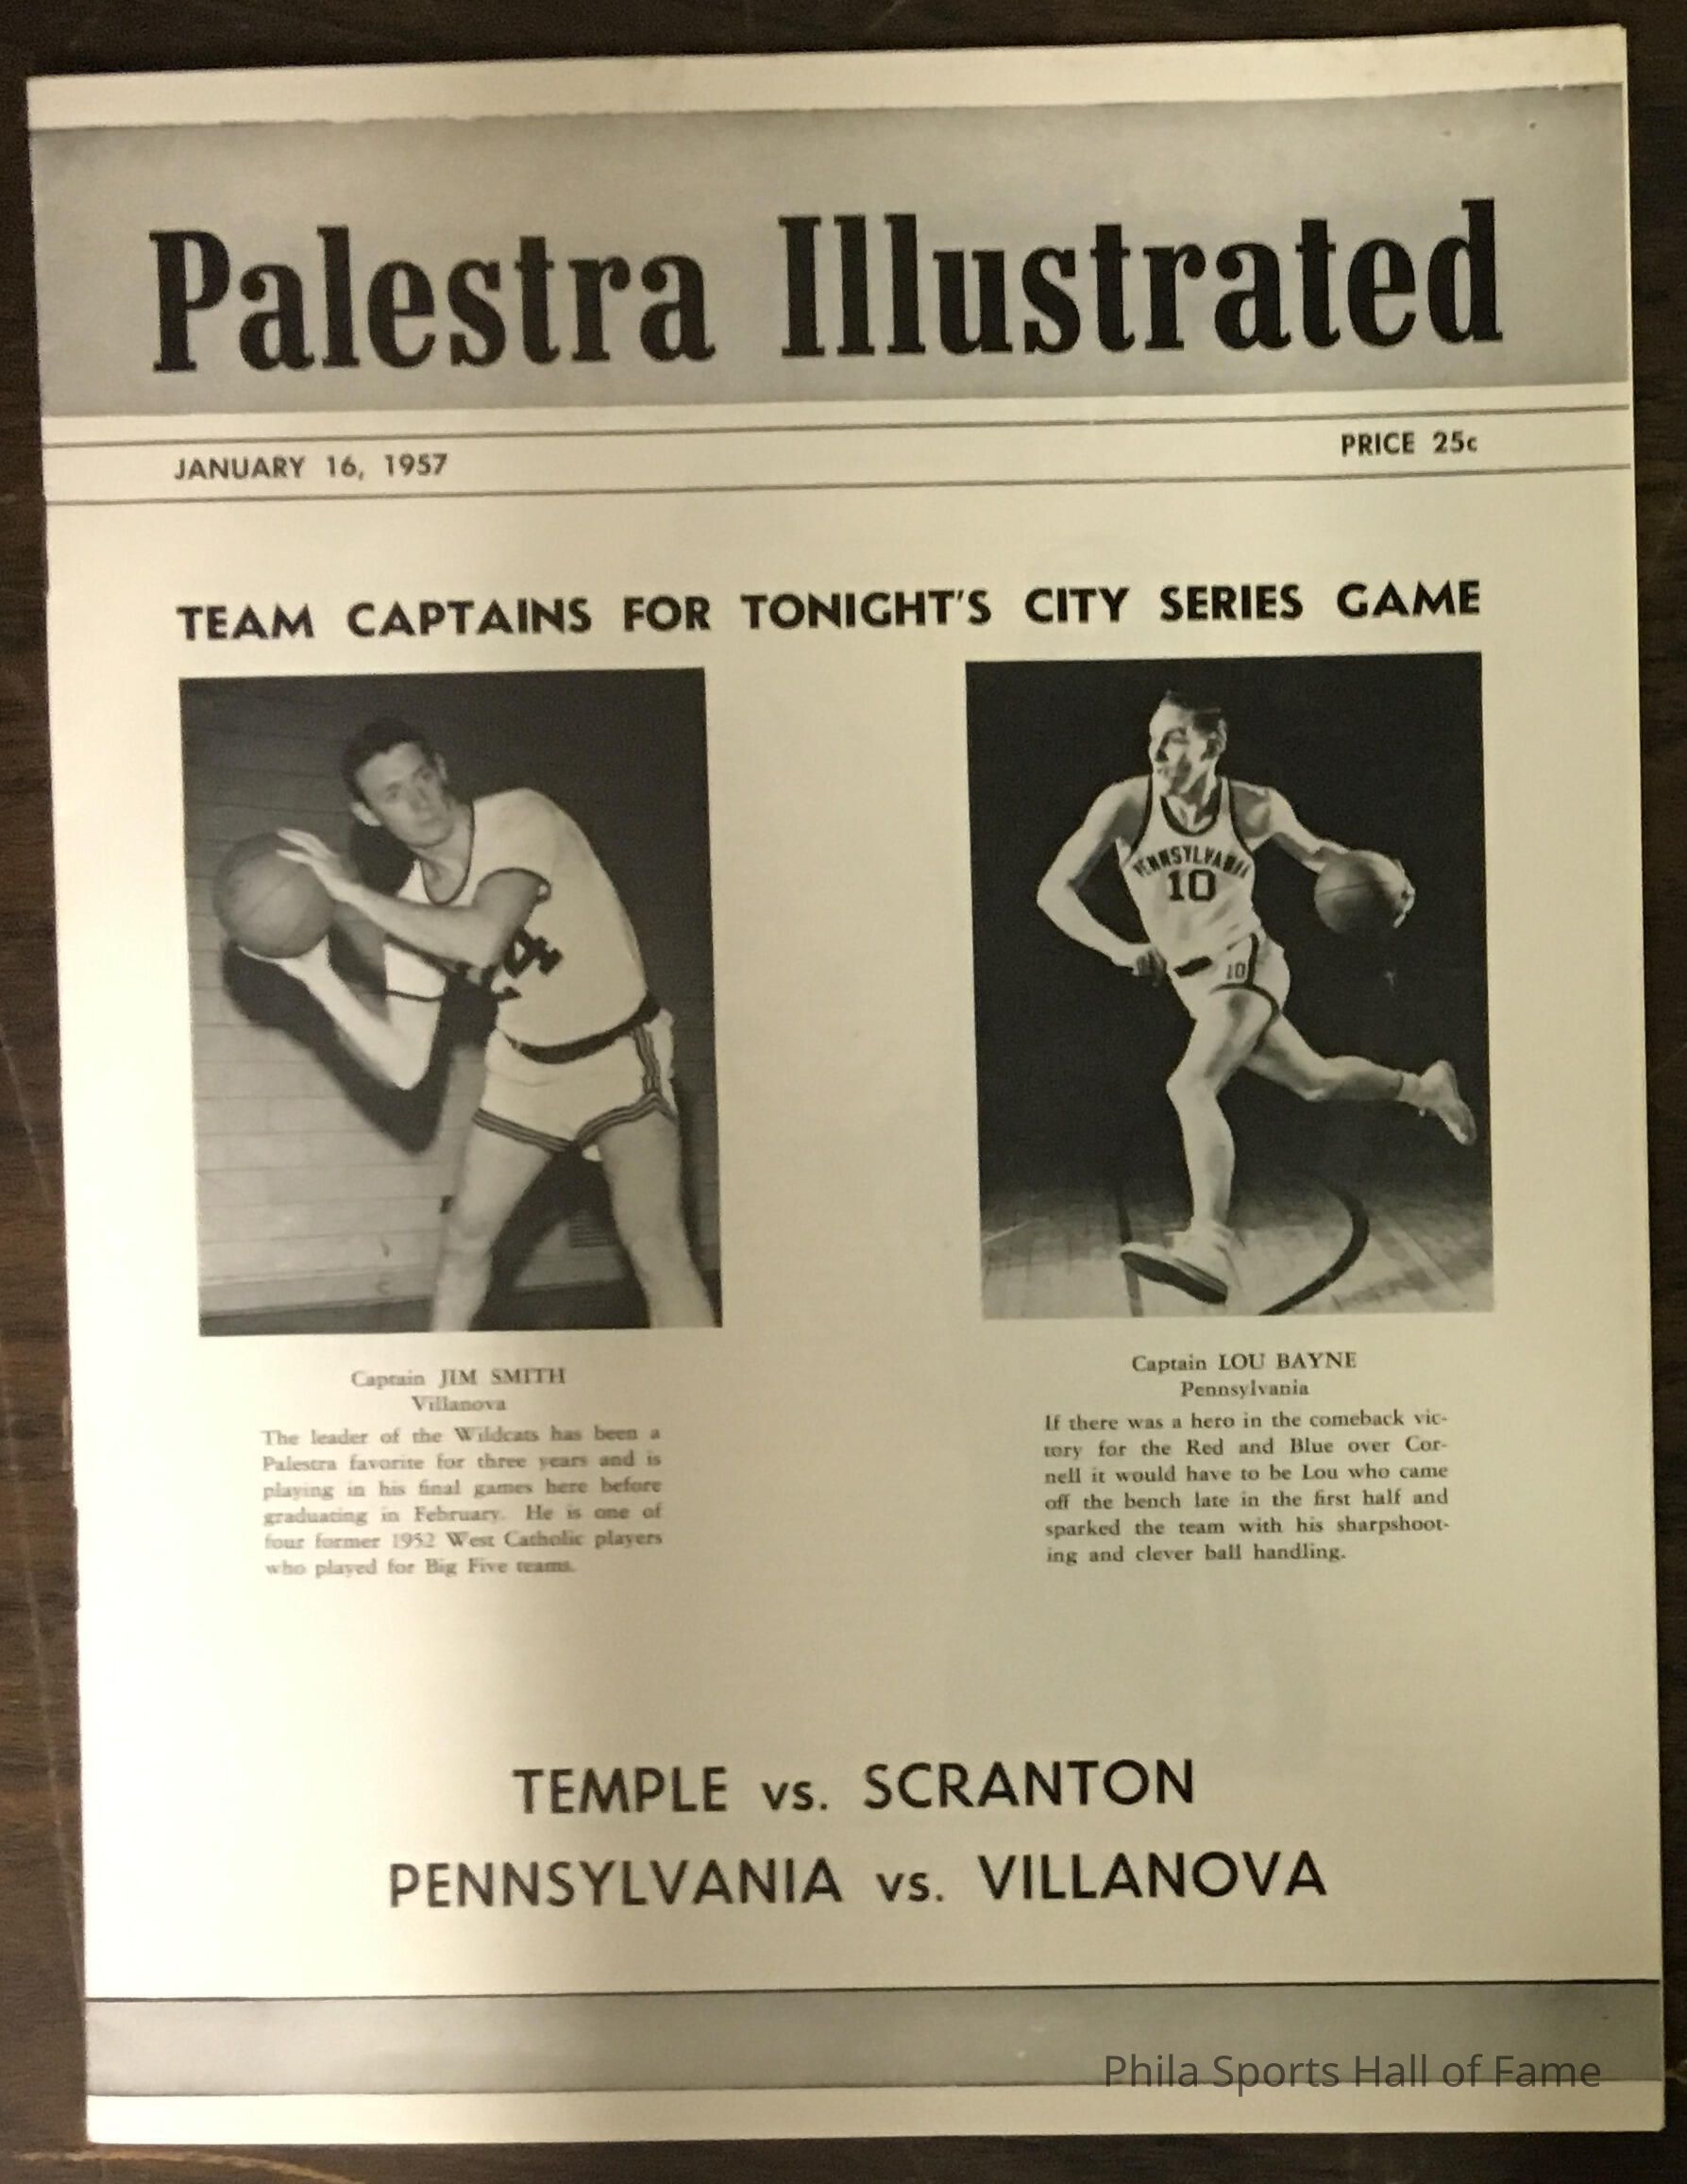 Palestra Illustrated
JANUARY 16, 1957
PRICE 25c
TEAM CAPTAINS FOR TONIGHT'S CITY SERIES GAME
4
PENNSYLVANIA
10
10
Captain JIM SMITH
Villanova
The leader of the Wildcats has been a
Palestra favorite for three years and is
playing in his final games here before
graduating in February. He is one of
four former 1952 West Catholic players
who played for Big Five teams.
Captain LOU BAYNE
Pennsylvania
If there was a hero in the comeback vic-
tory for the Red and Blue over Cor-
nell it would have to be Lou who came
off the bench late in the first half and
sparked the team with his sharpshoot-
ing and clever ball handling.
TEMPLE vs. SCRANTON
PENNSYLVANIA vs. VILLANOVA
Phila Sports Hall of Fame